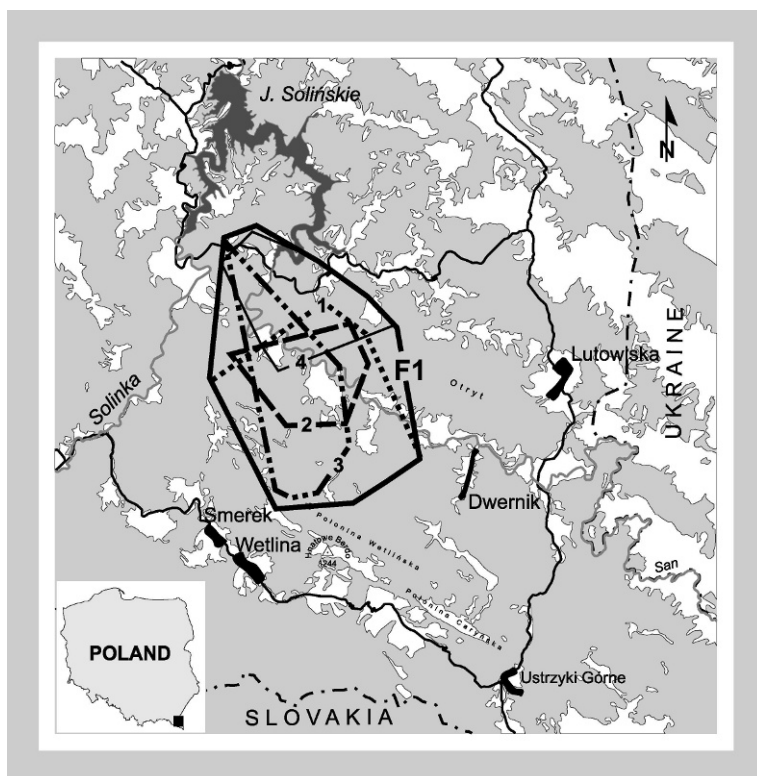 J. Solińskie
N
1
4
F1
Lutowiska
Otryt
UKRAINE
Solinka
2
3
Dwernik
Smerek
Połonina Wetlińska
Wetlina
San
Połonina Caryńska
POLAND
Ustrzyki Górne
SLOVAKIA